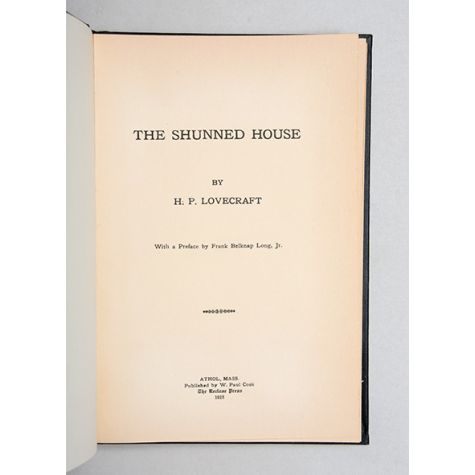 THE SHUNNED HOUSE
BY
H. P. LOVECRAFT
With a Preface by Frank Belknap Long, Jr.
ATHOL, MASS.
Published by W. Paul Cook
The Recluse Press
1928